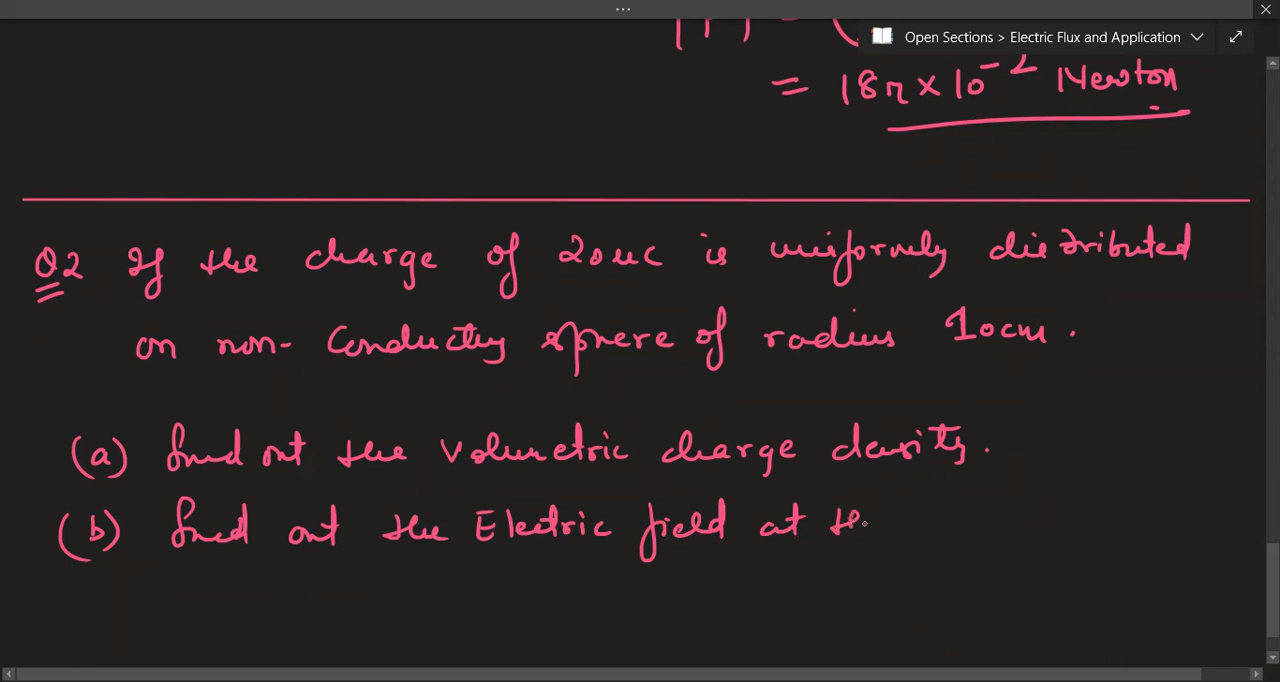 Open Sections > Electric Flux and Application
= 18π × 10⁻² Newton
Q2 If the charge of 20uc is uniformly distributed
on non-conducting sphere of radius 10cm.
(a) find out the volumetric charge density.
(b) find out the Electric field at th